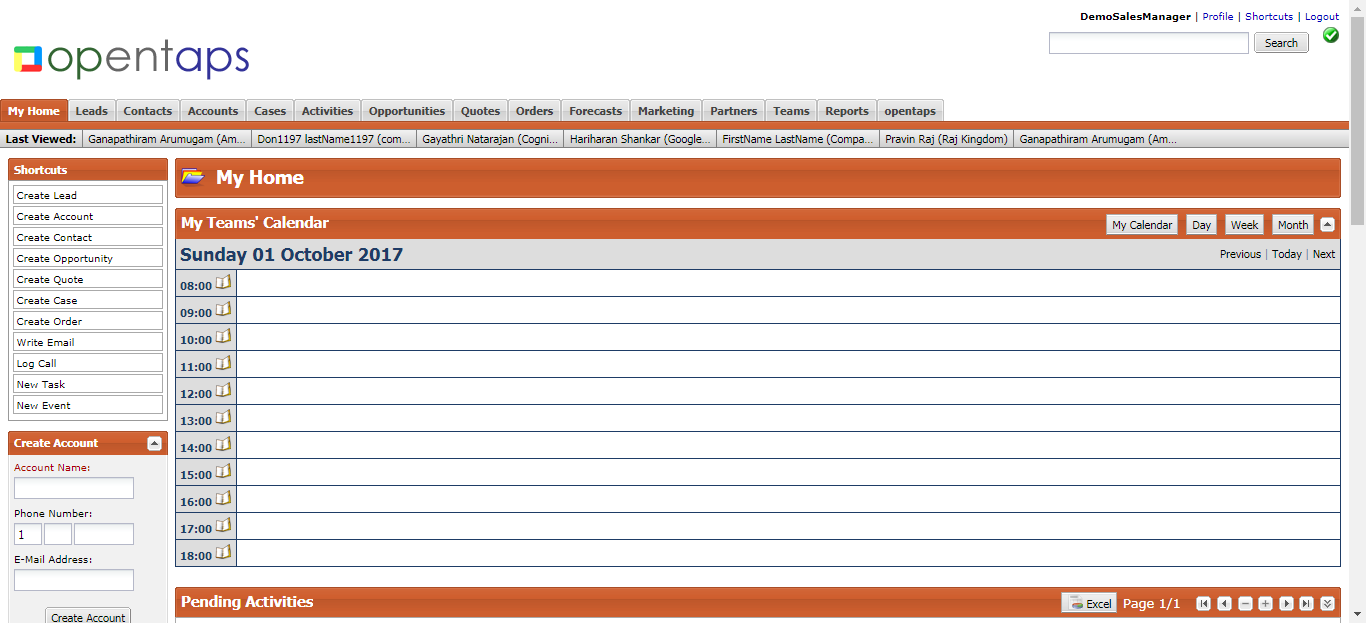 DemoSalesManager | Profile | Shortcuts | Logout
opentaps
Search
My Home Leads Contacts Accounts Cases Activities Opportunities Quotes Orders Forecasts Marketing Partners Teams Reports opentaps
Last Viewed: Ganapathiram Arumugam (Am... Don1197 lastName1197 (com... Gayathri Natarajan (Cogni... Hariharan Shankar (Google... FirstName LastName (Compa... Pravin Raj (Raj Kingdom) Ganapathiram Arumugam (Am...
Shortcuts
Create Lead
Create Account
Create Contact
Create Opportunity
Create Quote
Create Case
Create Order
Write Email
Log Call
New Task
New Event
Create Account
Account Name:
Phone Number:
1
E-Mail Address:
Create Account
My Home
My Teams' Calendar My Calendar Day Week Month
Sunday 01 October 2017 Previous | Today | Next
08:00
09:00
10:00
11:00
12:00
13:00
14:00
15:00
16:00
17:00
18:00
Pending Activities Excel Page 1/1